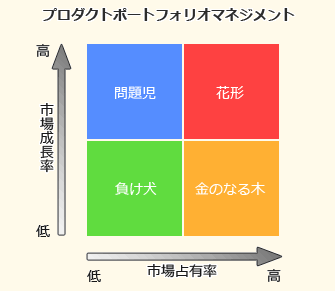 プロダクトポートフォリオマネジメント
高
問題児
花形
市場成長率
負け犬
金のなる木
低
低
市場占有率
高